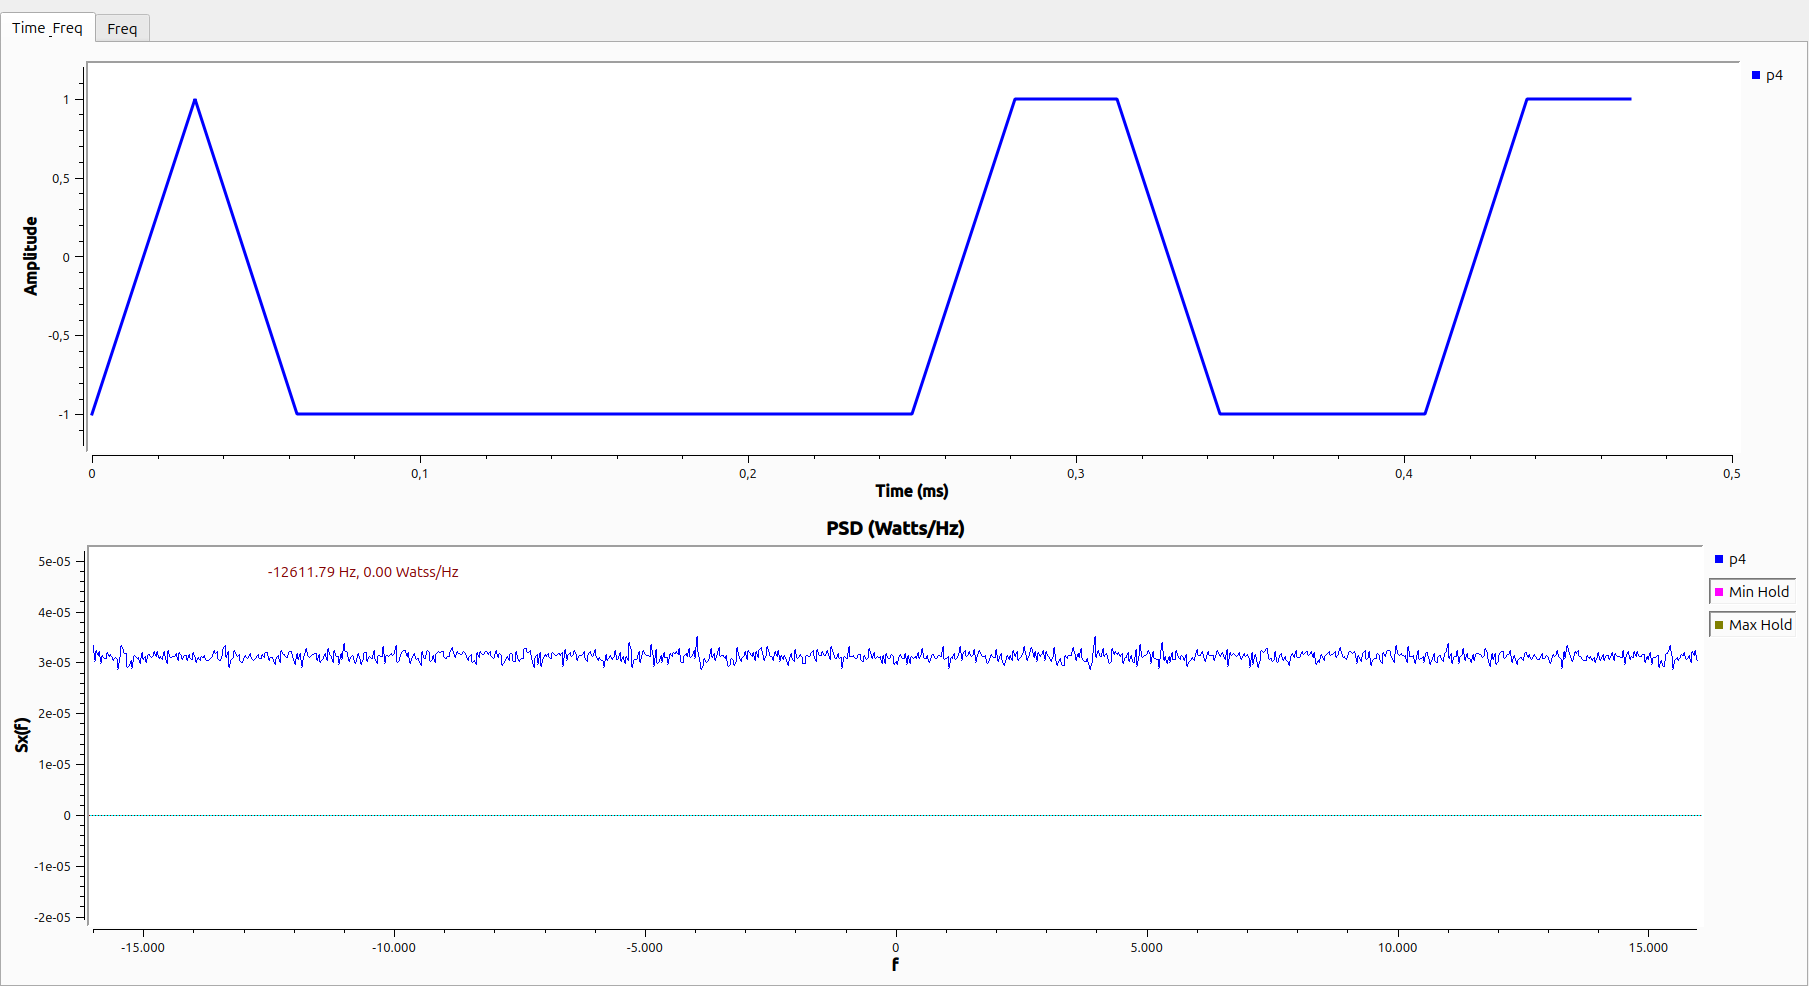 Time_Freq
Freq
p4
1
0,5
0
-0,5
-1
Amplitude
0
0,1
0,2
0,3
0,4
0,5
Time (ms)
PSD (Watts/Hz)
-12611.79 Hz, 0.00 Watss/Hz
p4
Min Hold
Max Hold
5e-05
4e-05
3e-05
2e-05
1e-05
0
-1e-05
-2e-05
Sx(f)
-15.000
-10.000
-5.000
0
5.000
10.000
15.000
f